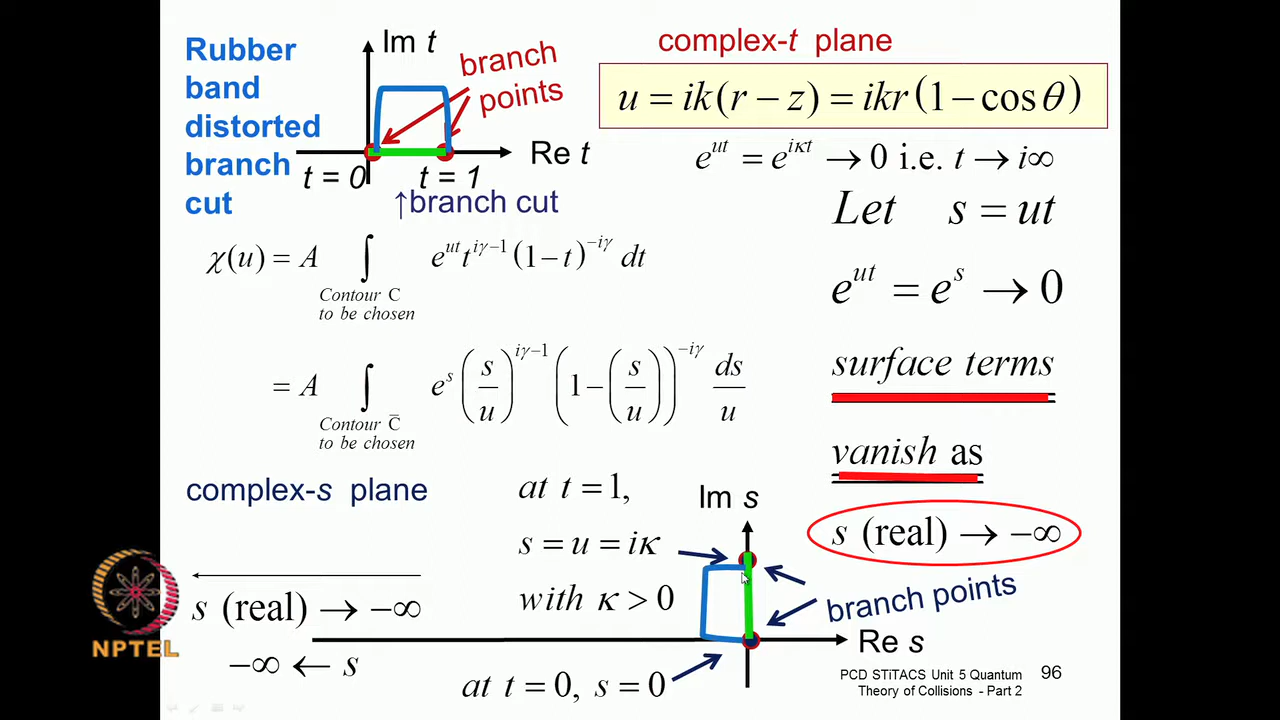 Rubber
band
distorted
branch
cut
Im t
branch
points
Re t
t = 0
t = 1
↑branch cut
complex-t plane
u = ik(r − z) = ikr(1 − cos θ)
e^{ut} = e^{iκt} → 0 i.e. t → i∞
Let s = ut
e^{ut} = e^{s} → 0
χ(u) = A ∫ e^{ut} t^{iγ−1} (1 − t)^{−iγ} dt
Contour C
to be chosen
= A ∫ e^{s} (s/u)^{iγ−1} (1 − (s/u))^{−iγ} ds/u
Contour C̄
to be chosen
surface terms
vanish as
s (real) → −∞
complex-s plane
at t = 1,
s = u = iκ
with κ > 0
Im s
branch points
Re s
s (real) → −∞
−∞ ← s
at t = 0, s = 0
NPTEL
PCD STiTACS Unit 5 Quantum
Theory of Collisions - Part 2
96